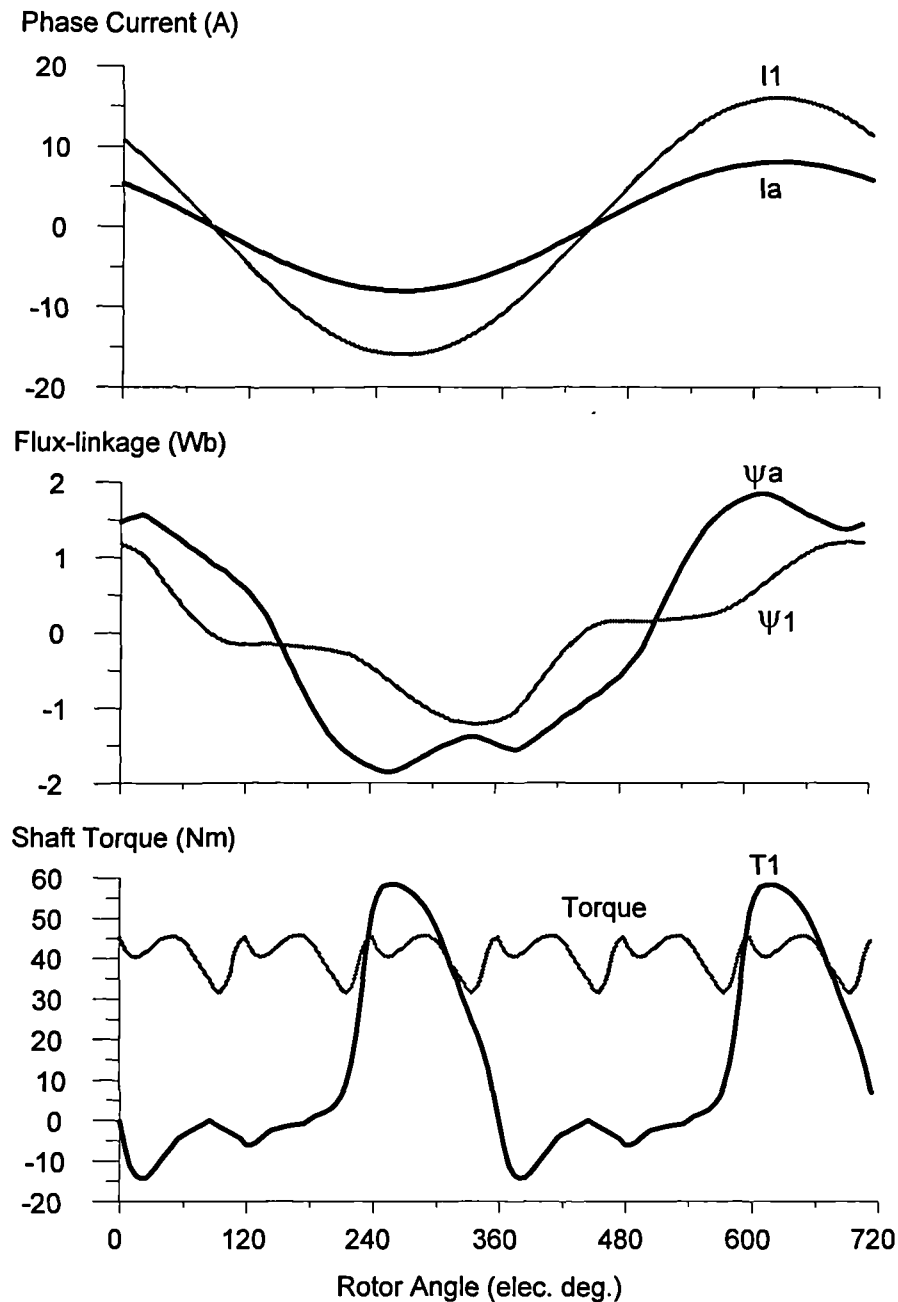 Phase Current (A)
20
10
0
-10
-20
I1
Ia
Flux-linkage (Wb)
2
1
0
-1
-2
ψa
ψ1
Shaft Torque (Nm)
60
50
40
30
20
10
0
-10
-20
T1
Torque
0 120 240 360 480 600 720
Rotor Angle (elec. deg.)